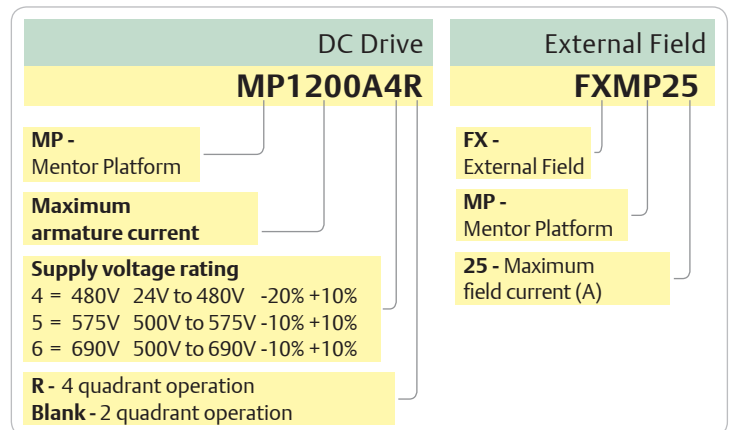 DC Drive
MP1200A4R
MP -
Mentor Platform
Maximum
armature current
Supply voltage rating
4 = 480V 24V to 480V -20% +10%
5 = 575V 500V to 575V -10% +10%
6 = 690V 500V to 690V -10% +10%
R - 4 quadrant operation
Blank - 2 quadrant operation
External Field
FXMP25
FX -
External Field
MP -
Mentor Platform
25 - Maximum
field current (A)